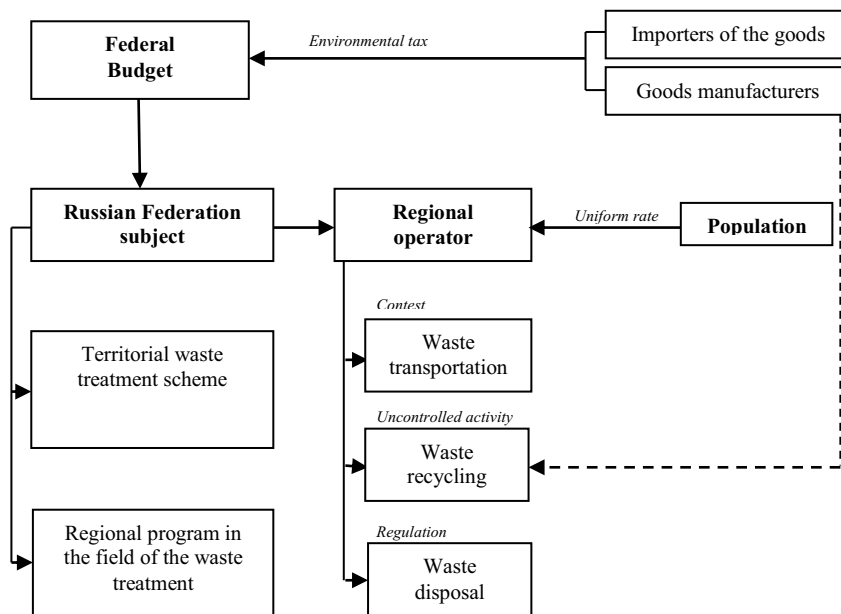 Federal
Budget
Environmental tax
Importers of the goods
Goods manufacturers
Russian Federation
subject
Regional
operator
Uniform rate
Population
Contest
Territorial waste
treatment scheme
Waste
transportation
Uncontrolled activity
Waste
recycling
Regional program in
the field of the waste
treatment
Regulation
Waste
disposal